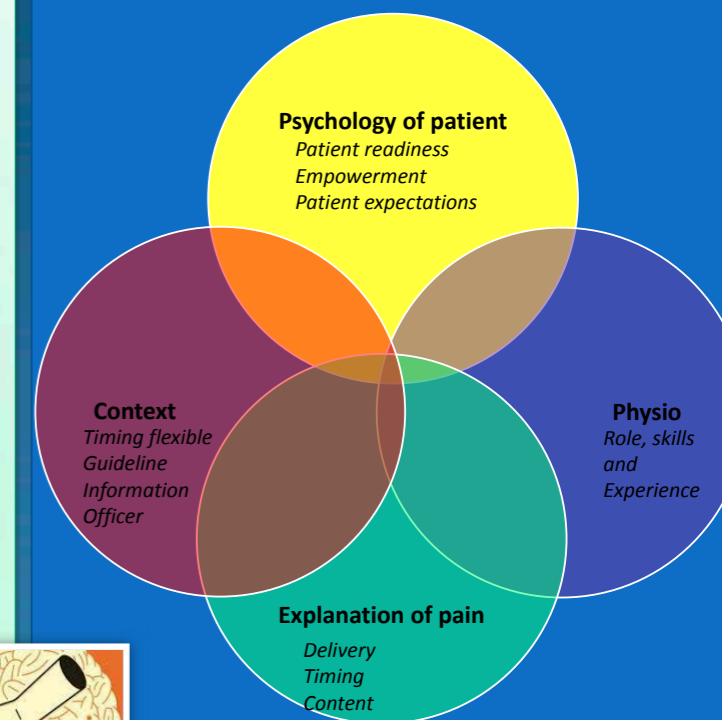 Psychology of patient
Patient readiness
Empowerment
Patient expectations
Context
Timing flexible
Guideline
Information
Officer
Physio
Role, skills
and
Experience
Explanation of pain
Delivery
Timing
Content